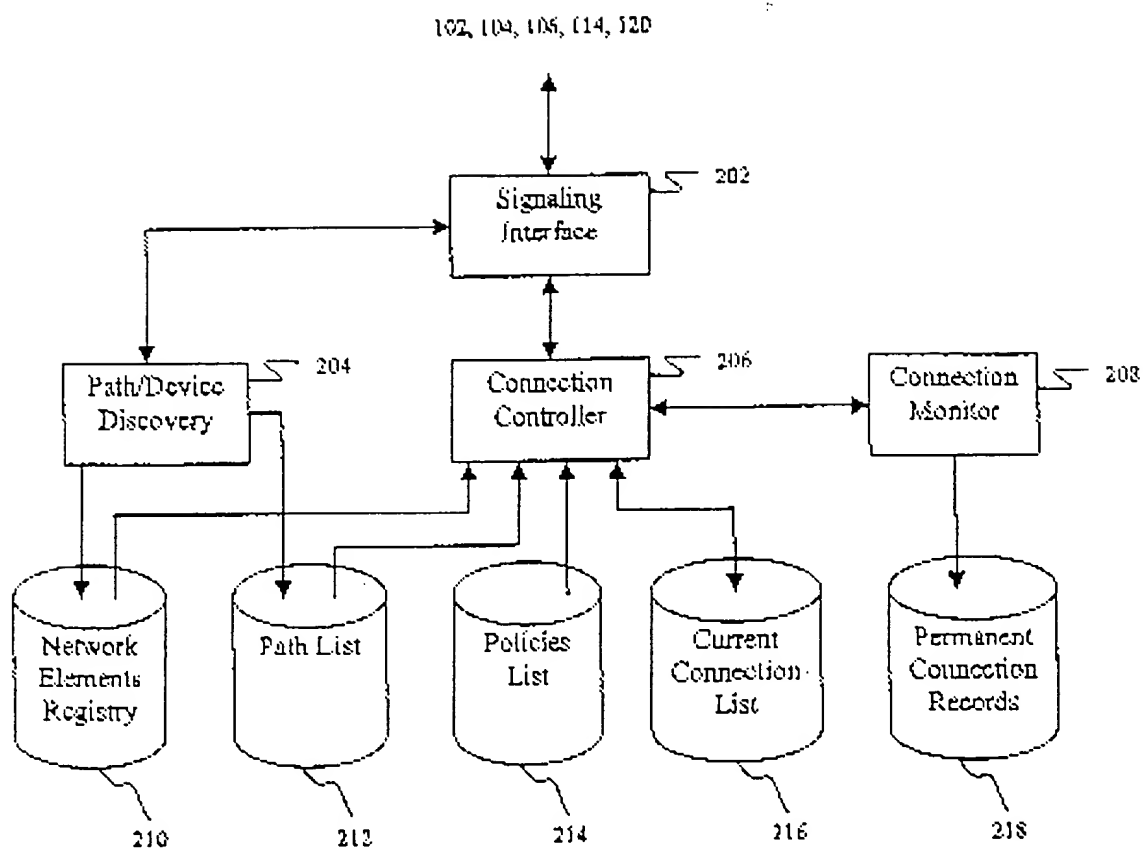 102, 104, 106, 114, 120
Signaling
Interface
202
Path/Device
Discovery
204
Connection
Controller
206
Connection
Monitor
208
Network
Elements
Registry
Path List
Policies
List
Current
Connection
List
Permanent
Connection
Records
210
212
214
216
218